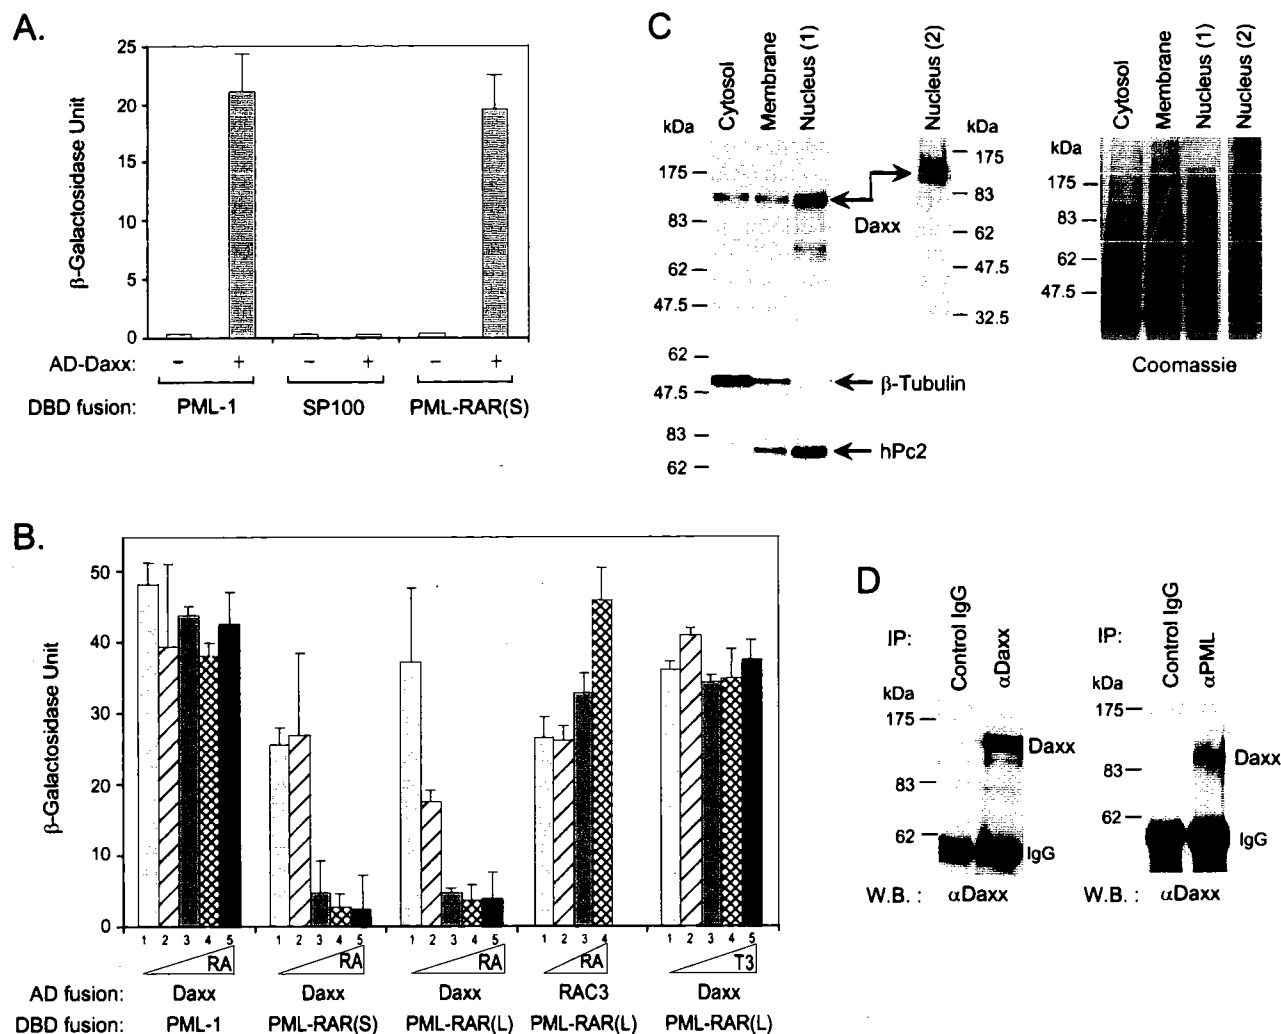 A.
β-Galactosidase Unit
25
20
15
10
5
0
AD-Daxx: − + − + − +
DBD fusion: PML-1 SP100 PML-RAR(S)
B.
β-Galactosidase Unit
50
40
30
20
10
0
1 2 3 4 5 1 2 3 4 5 1 2 3 4 5 1 2 3 4 1 2 3 4 5
RA RA RA RA T3
AD fusion: Daxx Daxx Daxx RAC3 Daxx
DBD fusion: PML-1 PML-RAR(S) PML-RAR(L) PML-RAR(L) PML-RAR(L)
C
kDa Cytosol Membrane Nucleus (1) Nucleus (2) kDa
175
83
62
47.5
Daxx
175
83
62
47.5
32.5
62
47.5
β-Tubulin
83
62
hPc2
kDa Cytosol Membrane Nucleus (1) Nucleus (2)
175
83
62
47.5
Coomassie
D
IP: Control IgG αDaxx
kDa
175
83
62
Daxx
IgG
W.B. : αDaxx
IP: Control IgG αPML
kDa
175
83
62
Daxx
IgG
W.B. : αDaxx